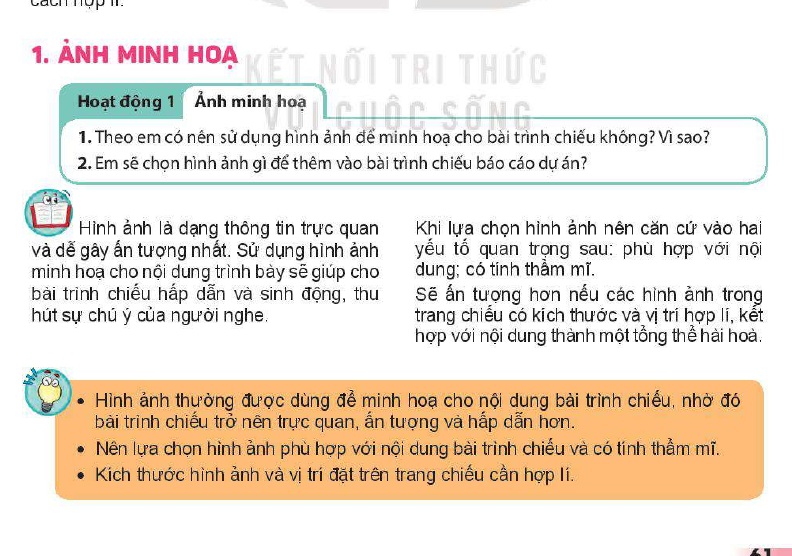 cách hợp lí.
1. ẢNH MINH HOẠ
KẾT NỐI TRI THỨC
VỚI CUỘC SỐNG
Hoạt động 1 Ảnh minh hoạ
1. Theo em có nên sử dụng hình ảnh để minh hoạ cho bài trình chiếu không? Vì sao?
2. Em sẽ chọn hình ảnh gì để thêm vào bài trình chiếu báo cáo dự án?
Hình ảnh là dạng thông tin trực quan
và dễ gây ấn tượng nhất. Sử dụng hình ảnh
minh hoạ cho nội dung trình bày sẽ giúp cho
bài trình chiếu hấp dẫn và sinh động, thu
hút sự chú ý của người nghe.
Khi lựa chọn hình ảnh nên căn cứ vào hai
yếu tố quan trọng sau: phù hợp với nội
dung; có tính thẩm mĩ.
Sẽ ấn tượng hơn nếu các hình ảnh trong
trang chiếu có kích thước và vị trí hợp lí, kết
hợp với nội dung thành một tổng thể hài hoà.
• Hình ảnh thường được dùng để minh hoạ cho nội dung bài trình chiếu, nhờ đó
bài trình chiếu trở nên trực quan, ấn tượng và hấp dẫn hơn.
• Nên lựa chọn hình ảnh phù hợp với nội dung bài trình chiếu và có tính thẩm mĩ.
• Kích thước hình ảnh và vị trí đặt trên trang chiếu cần hợp lí.
61